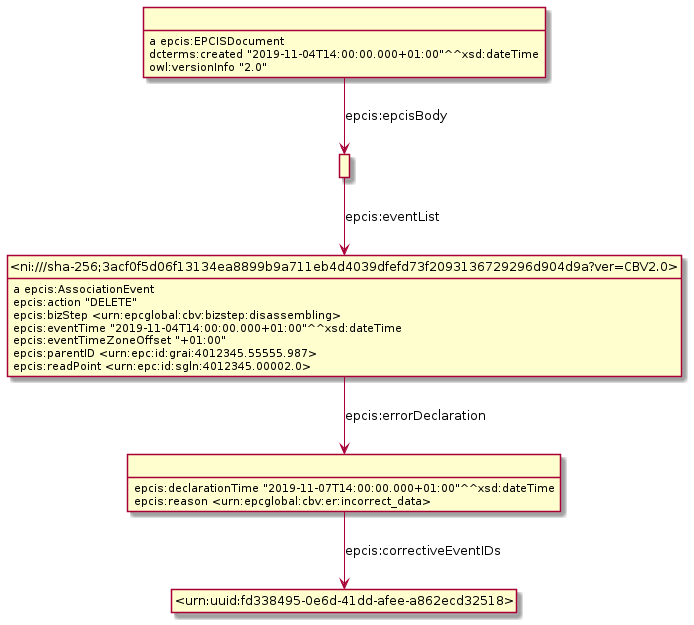 a epcis:EPCISDocument
dcterms:created "2019-11-04T14:00:00.000+01:00"^^xsd:dateTime
owl:versionInfo "2.0"
epcis:epcisBody
epcis:eventList
<ni:///sha-256;3acf0f5d06f13134ea8899b9a711eb4d4039dfefd73f2093136729296d904d9a?ver=CBV2.0>
a epcis:AssociationEvent
epcis:action "DELETE"
epcis:bizStep <urn:epcglobal:cbv:bizstep:disassembling>
epcis:eventTime "2019-11-04T14:00:00.000+01:00"^^xsd:dateTime
epcis:eventTimeZoneOffset "+01:00"
epcis:parentID <urn:epc:id:grai:4012345.55555.987>
epcis:readPoint <urn:epc:id:sgln:4012345.00002.0>
epcis:errorDeclaration
epcis:declarationTime "2019-11-07T14:00:00.000+01:00"^^xsd:dateTime
epcis:reason <urn:epcglobal:cbv:er:incorrect_data>
epcis:correctiveEventIDs
<urn:uuid:fd338495-0e6d-41dd-afee-a862ecd32518>